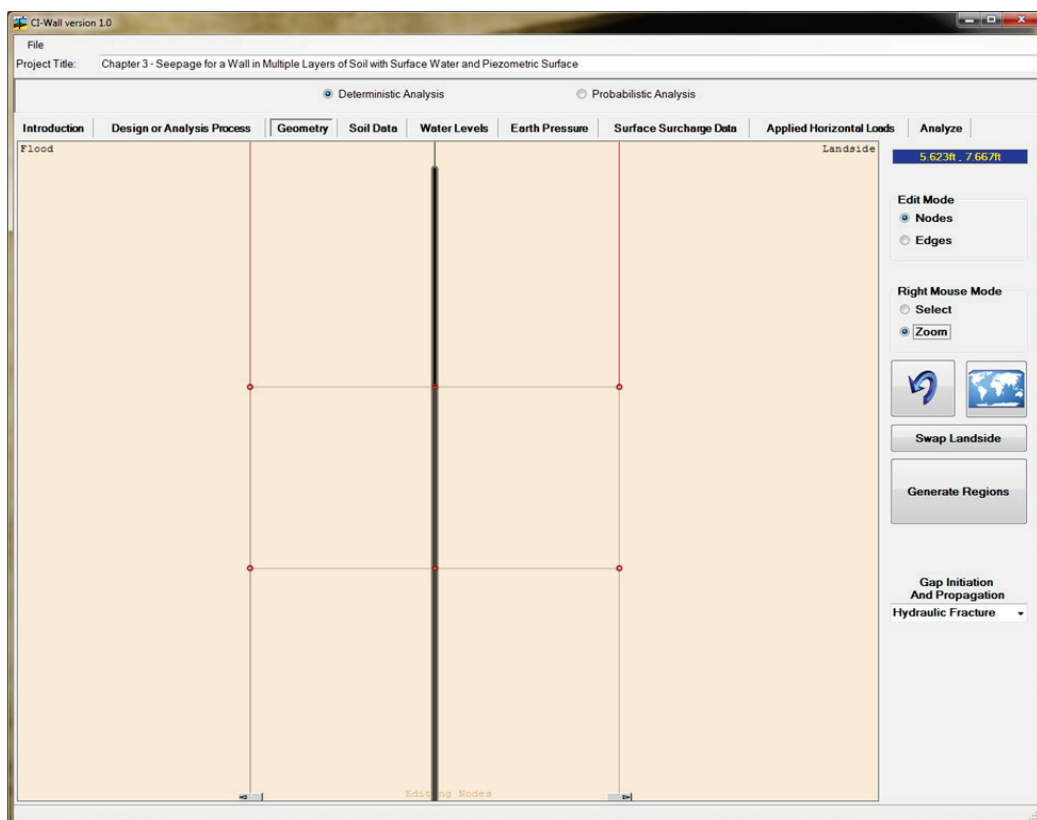 CI-Wall version 1.0
File
Project Title: Chapter 3 - Seepage for a Wall in Multiple Layers of Soil with Surface Water and Piezometric Surface
Deterministic Analysis Probabilistic Analysis
Introduction Design or Analysis Process Geometry Soil Data Water Levels Earth Pressure Surface Surcharge Data Applied Horizontal Loads Analyze
Flood Landside
5.623ft , 7.667ft
Edit Mode
Nodes
Edges
Right Mouse Mode
Select
Zoom
Swap Landside
Generate Regions
Gap Initiation
And Propagation
Hydraulic Fracture
Editing Nodes